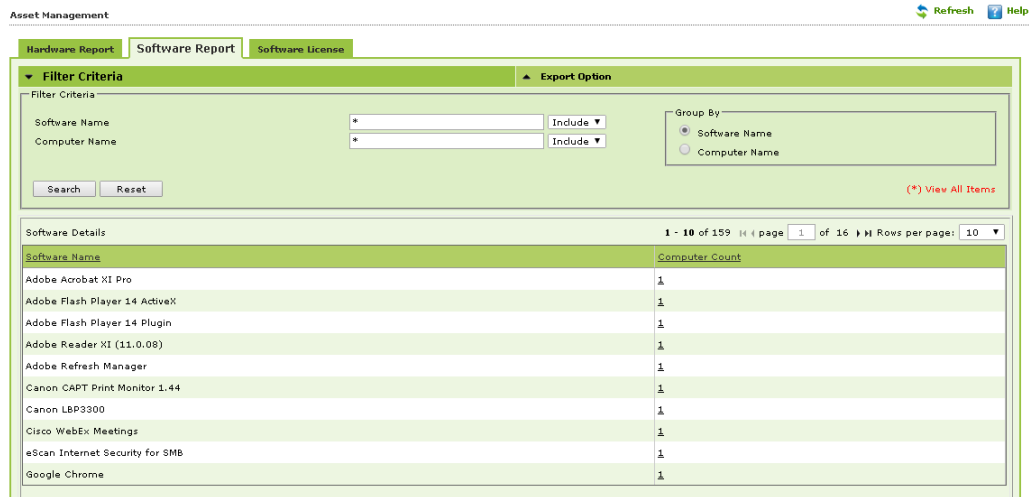 Asset Management
Refresh Help
Hardware Report Software Report Software License
Filter Criteria Export Option
Filter Criteria
Software Name * Include
Computer Name * Include
Group By
Software Name
Computer Name
Search Reset (*) View All Items
Software Details 1 - 10 of 159 page 1 of 16 Rows per page: 10
Software Name Computer Count
Adobe Acrobat XI Pro 1
Adobe Flash Player 14 ActiveX 1
Adobe Flash Player 14 Plugin 1
Adobe Reader XI (11.0.08) 1
Adobe Refresh Manager 1
Canon CAPT Print Monitor 1.44 1
Canon LBP3300 1
Cisco WebEx Meetings 1
eScan Internet Security for SMB 1
Google Chrome 1